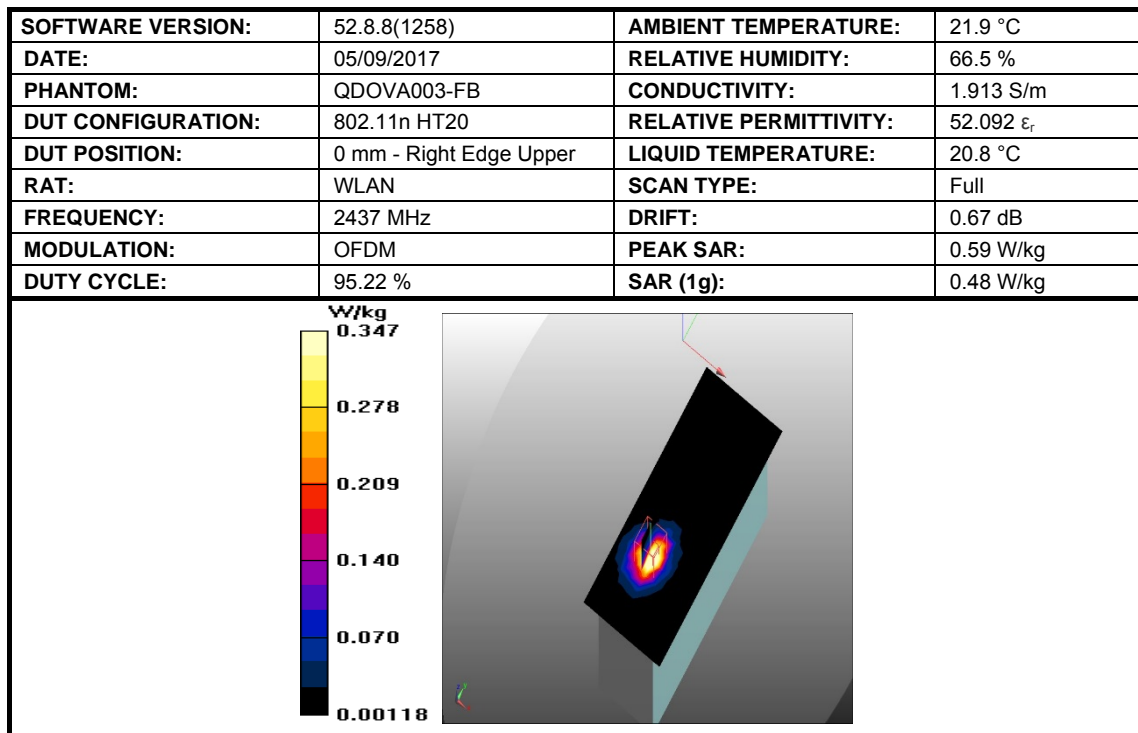 SOFTWARE VERSION: 52.8.8(1258) AMBIENT TEMPERATURE: 21.9 °C
DATE: 05/09/2017 RELATIVE HUMIDITY: 66.5 %
PHANTOM: QDOVA003-FB CONDUCTIVITY: 1.913 S/m
DUT CONFIGURATION: 802.11n HT20 RELATIVE PERMITTIVITY: 52.092 εr
DUT POSITION: 0 mm - Right Edge Upper LIQUID TEMPERATURE: 20.8 °C
RAT: WLAN SCAN TYPE: Full
FREQUENCY: 2437 MHz DRIFT: 0.67 dB
MODULATION: OFDM PEAK SAR: 0.59 W/kg
DUTY CYCLE: 95.22 % SAR (1g): 0.48 W/kg
W/kg
0.347
0.278
0.209
0.140
0.070
0.00118